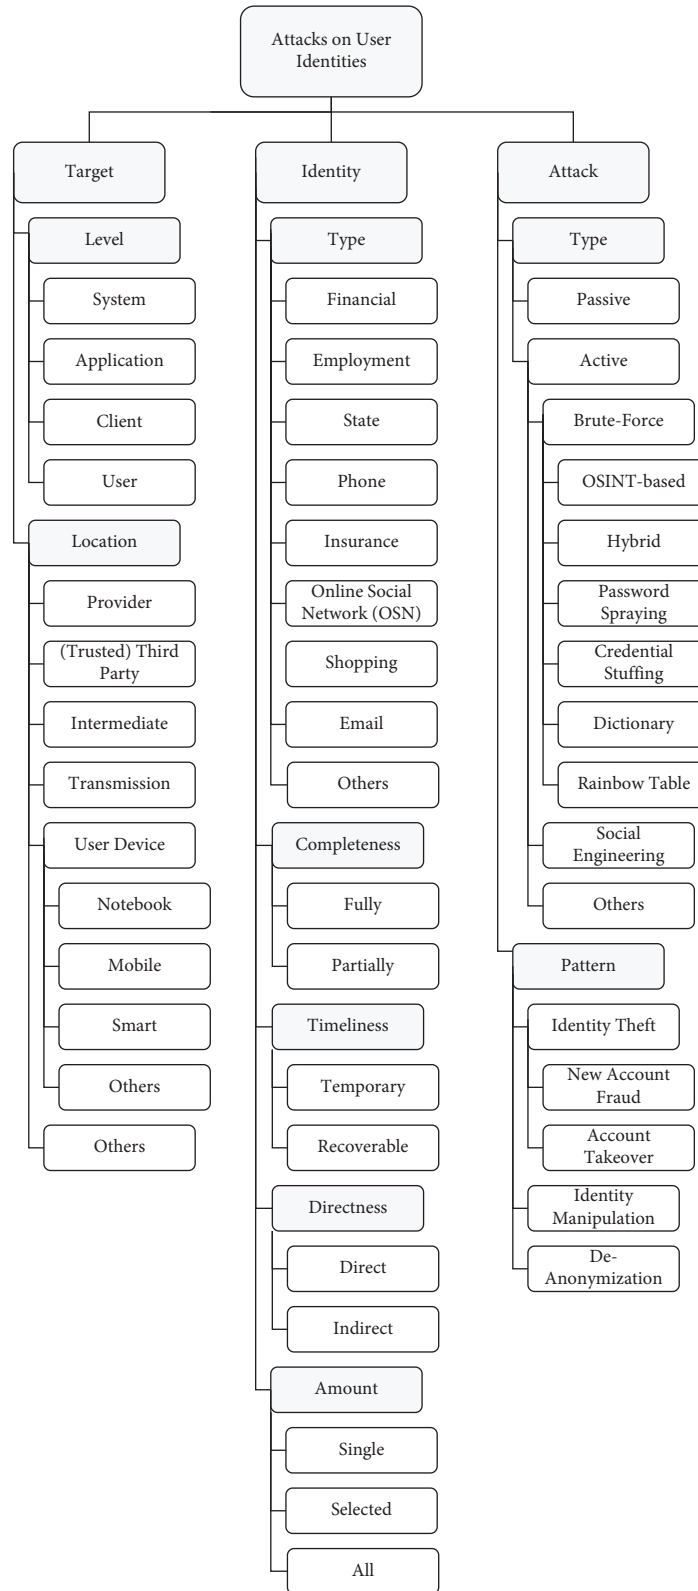 Attacks on User
Identities
Target
Level
System
Application
Client
User
Location
Provider
(Trusted) Third
Party
Intermediate
Transmission
User Device
Notebook
Mobile
Smart
Others
Others
Identity
Type
Financial
Employment
State
Phone
Insurance
Online Social
Network (OSN)
Shopping
Email
Others
Completeness
Fully
Partially
Timeliness
Temporary
Recoverable
Directness
Direct
Indirect
Amount
Single
Selected
All
Attack
Type
Passive
Active
Brute-Force
OSINT-based
Hybrid
Password
Spraying
Credential
Stuffing
Dictionary
Rainbow Table
Social
Engineering
Others
Pattern
Identity Theft
New Account
Fraud
Account
Takeover
Identity
Manipulation
De-
Anonymization